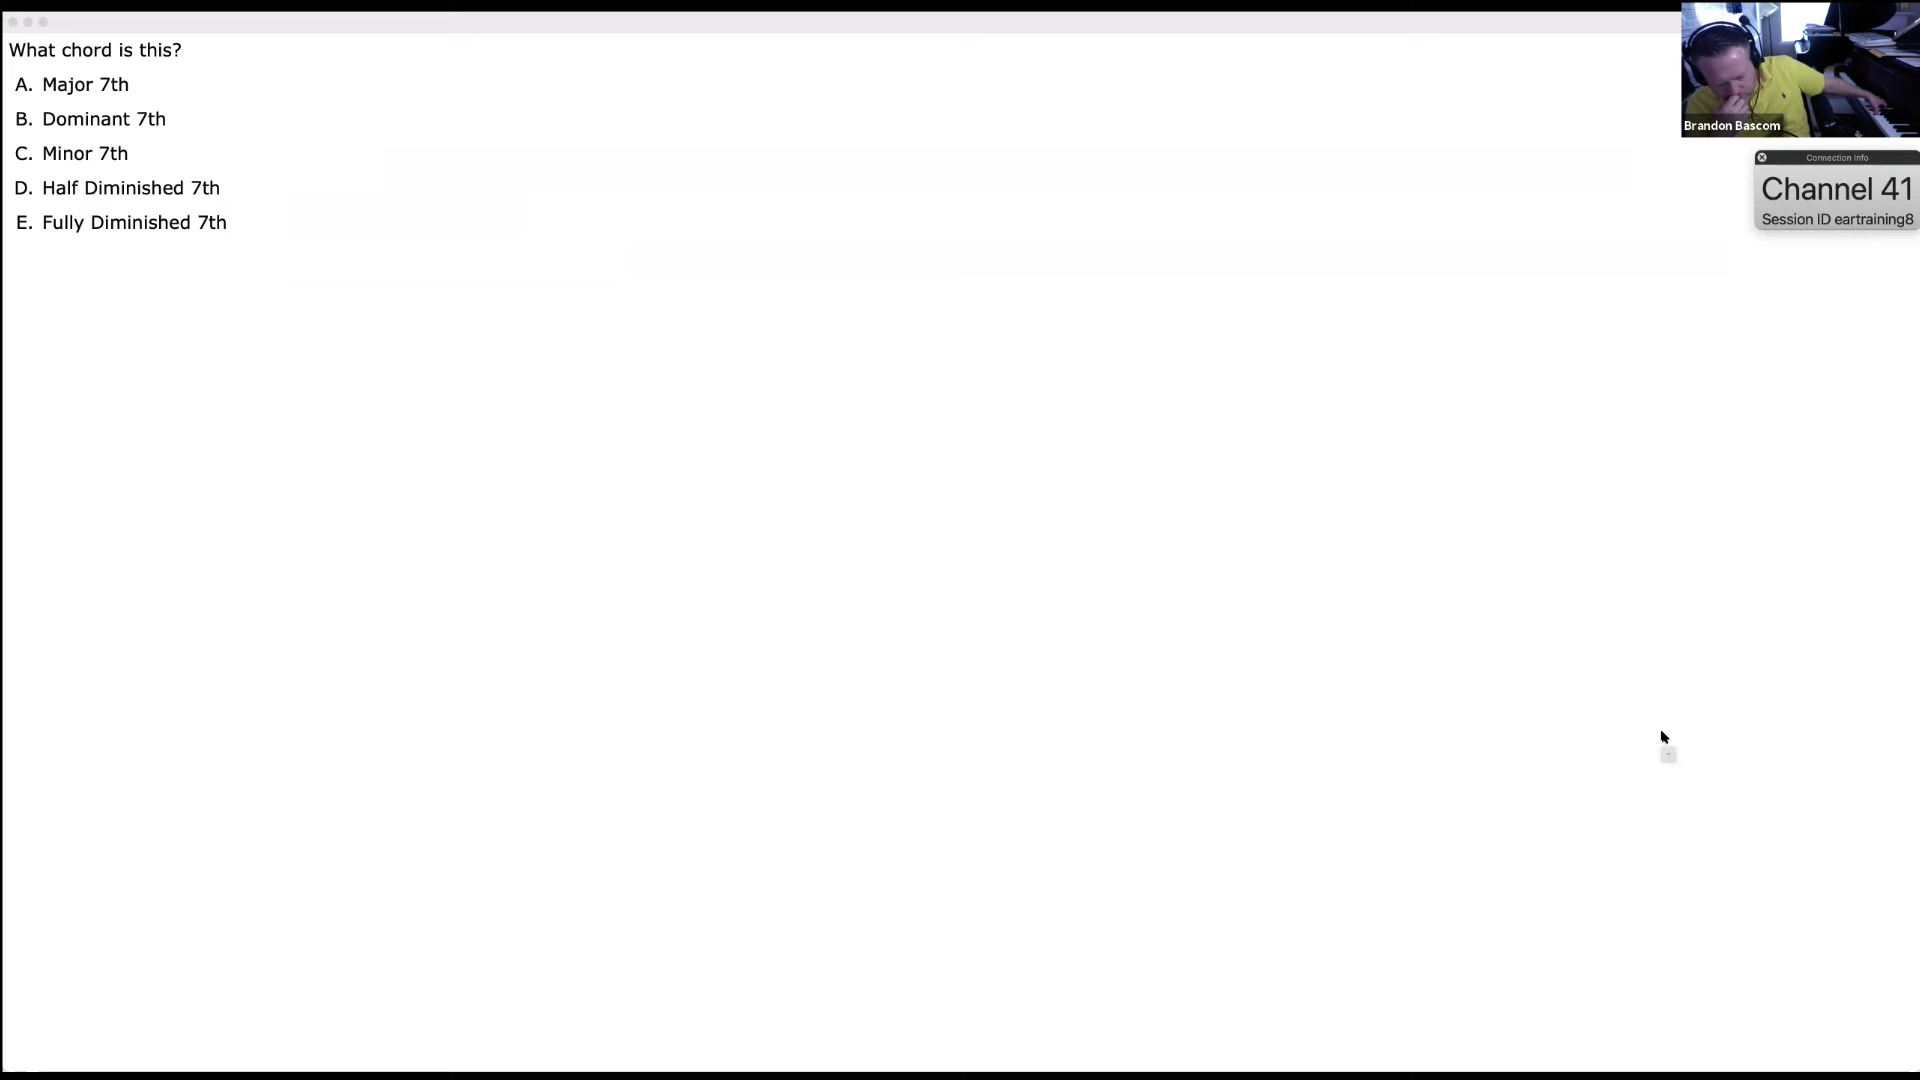 What chord is this?
A. Major 7th
B. Dominant 7th
C. Minor 7th
D. Half Diminished 7th
E. Fully Diminished 7th
Brandon Bascom
Connection Info
Channel 41
Session ID eartraining8